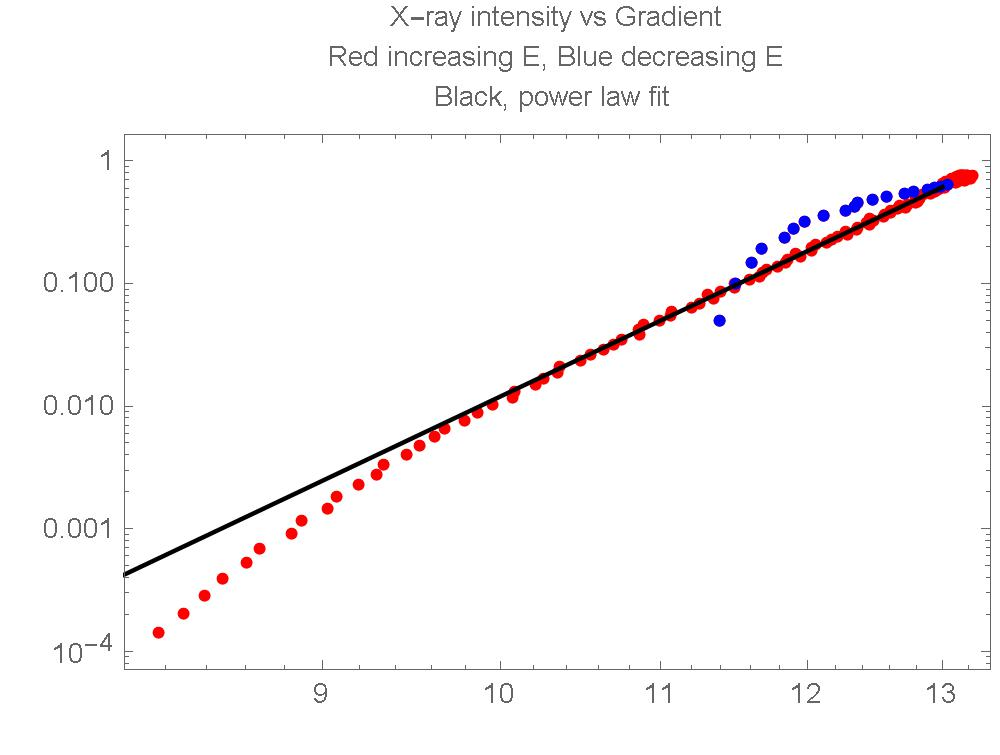 X−ray intensity vs Gradient
Red increasing E, Blue decreasing E
Black, power law fit
1
0.100
0.010
0.001
10⁻⁴
9 10 11 12 13